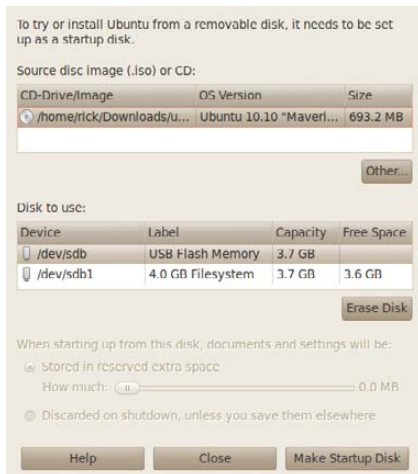 To try or install Ubuntu from a removable disk, it needs to be set
up as a startup disk.
Source disc image (.iso) or CD:
CD-Drive/Image OS Version Size
/home/rick/Downloads/u... Ubuntu 10.10 "Maveri... 693.2 MB
Other...
Disk to use:
Device Label Capacity Free Space
/dev/sdb USB Flash Memory 3.7 GB
/dev/sdb1 4.0 GB Filesystem 3.7 GB 3.6 GB
Erase Disk
When starting up from this disk, documents and settings will be:
Stored in reserved extra space
How much: 0.0 MB
Discarded on shutdown, unless you save them elsewhere
Help Close Make Startup Disk